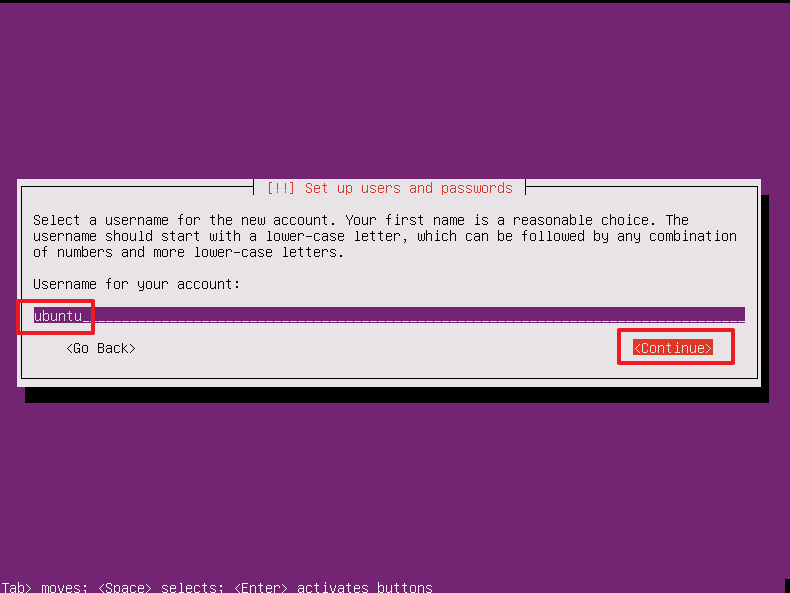 [!!] Set up users and passwords
Select a username for the new account. Your first name is a reasonable choice. The
username should start with a lower-case letter, which can be followed by any combination
of numbers and more lower-case letters.
Username for your account:
ubuntu
<Go Back> <Continue>
Tab> moves; <Space> selects; <Enter> activates buttons